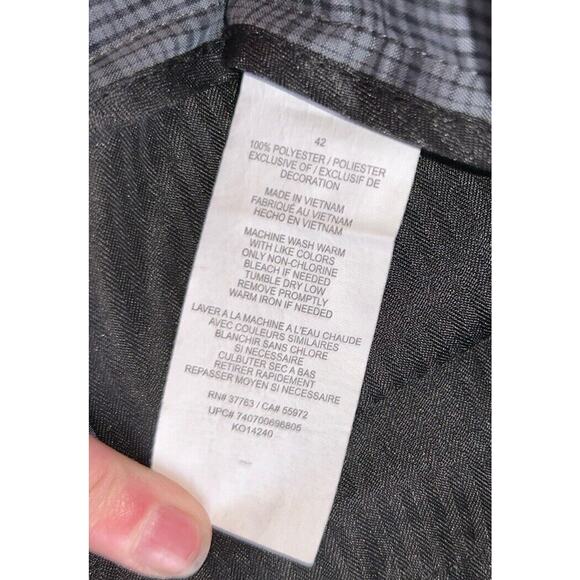 42
100% POLYESTER / POLIESTER
EXCLUSIVE OF / EXCLUSIF DE
DECORATION
MADE IN VIETNAM
FABRIQUÉ AU VIETNAM
HECHO EN VIETNAM
MACHINE WASH WARM
WITH LIKE COLORS
ONLY NON-CHLORINE
BLEACH IF NEEDED
TUMBLE DRY LOW
REMOVE PROMPTLY
WARM IRON IF NEEDED
LAVER A LA MACHINE A L'EAU CHAUDE
AVEC COULEURS SIMILAIRES
BLANCHIR SANS CHLORE
SI NECESSAIRE
CULBUTER SEC A BAS
RETIRER RAPIDEMENT
REPASSER MOYEN SI NECESSAIRE
RN# 37763 / CA# 55972
UPC# 740700698805
KO14240